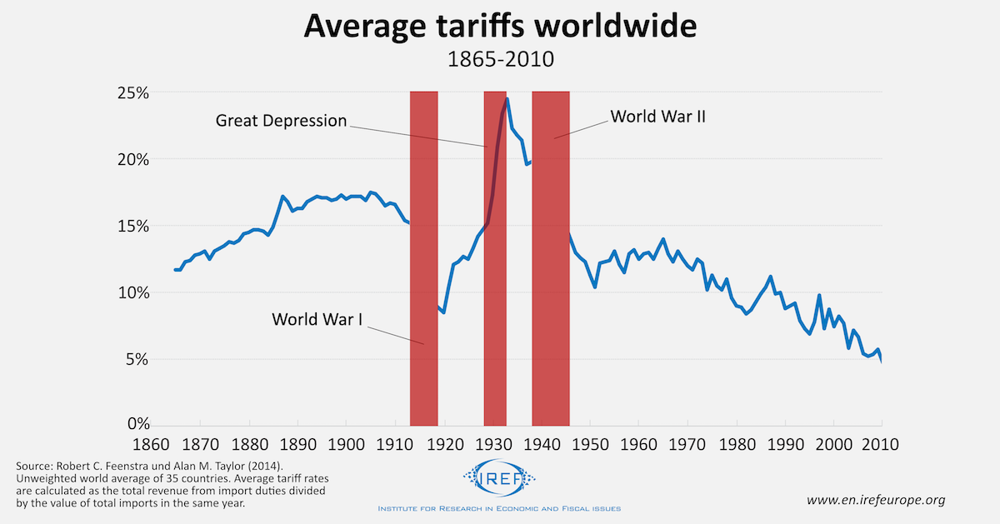 Average tariffs worldwide
1865-2010
25%
Great Depression
World War II
20%
15%
10%
World War I
5%
0%
1860 1870 1880 1890 1900 1910 1920 1930 1940 1950 1960 1970 1980 1990 2000 2010
Source: Robert C. Feenstra und Alan M. Taylor (2014).
Unweighted world average of 35 countries. Average tariff rates
are calculated as the total revenue from import duties divided
by the value of total imports in the same year.
IREF
Institute for Research in Economic and Fiscal issues
www.en.irefeurope.org